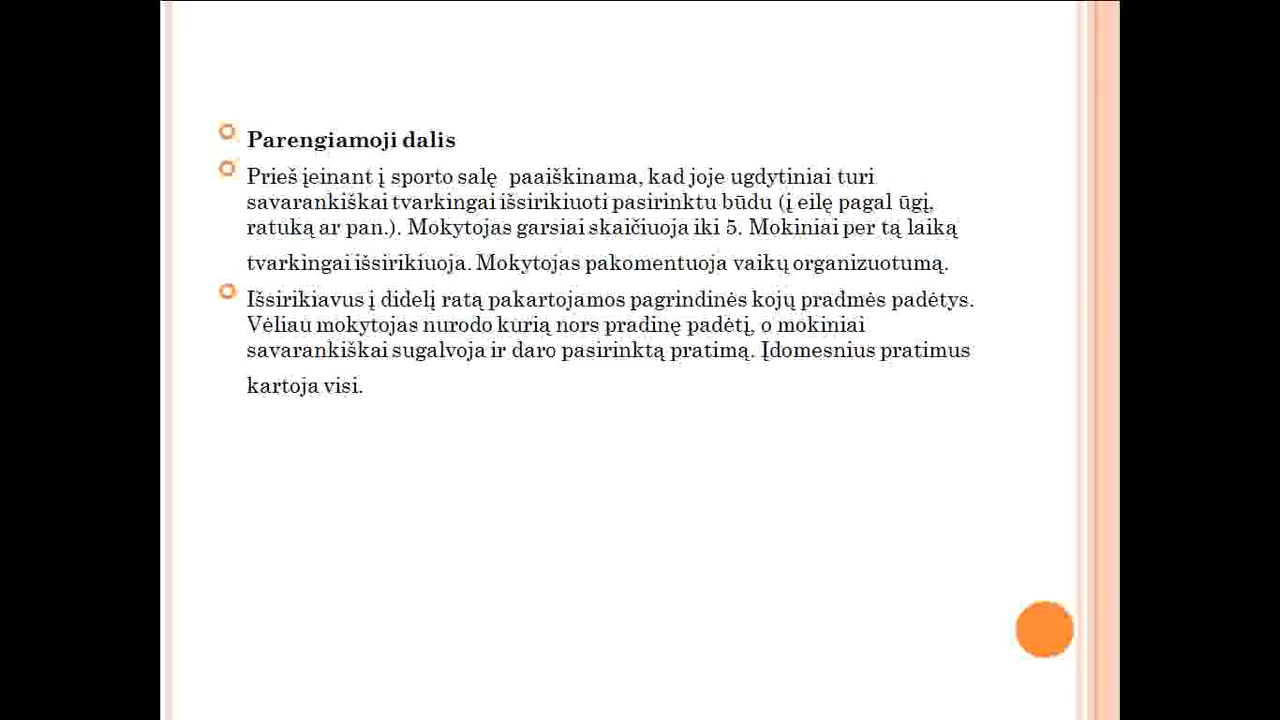 Parengiamoji dalis
Prieš įeinant į sporto salę paaiškinama, kad joje ugdytiniai turi
savarankiškai tvarkingai išsirikiuoti pasirinktu būdu (į eilę pagal ūgį,
ratuką ar pan.). Mokytojas garsiai skaičiuoja iki 5. Mokiniai per tą laiką
tvarkingai išsirikiuoja. Mokytojas pakomentuoja vaikų organizuotumą.
Išsirikiavus į didelį ratą pakartojamos pagrindinės kojų pradmės padėtys.
Vėliau mokytojas nurodo kurią nors pradinę padėtį, o mokiniai
savarankiškai sugalvoja ir daro pasirinktą pratimą. Įdomesnius pratimus
kartoja visi.